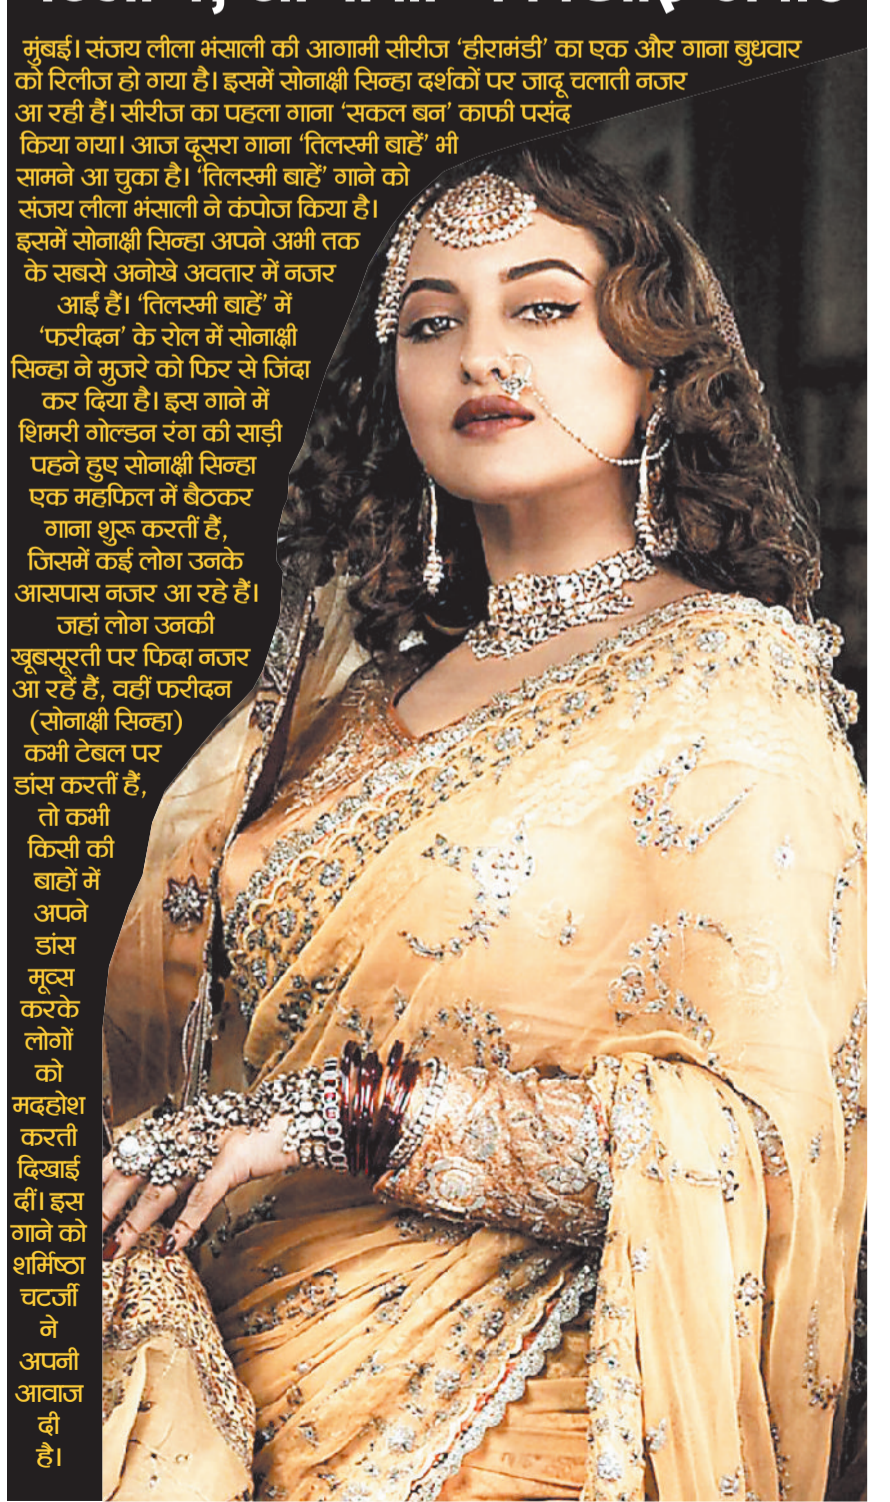 मुंबई। संजय लीला भंसाली की आगामी सीरीज ‘हीरामंडी’ का एक और गाना बुधवार
को रिलीज हो गया है। इसमें सोनाक्षी सिन्हा दर्शकों पर जादू चलाती नजर
आ रही हैं। सीरीज का पहला गाना ‘सकल बन’ काफी पसंद
किया गया। आज दूसरा गाना ‘तिलस्मी बाहें’ भी
सामने आ चुका है। ‘तिलस्मी बाहें’ गाने को
संजय लीला भंसाली ने कंपोज किया है।
इसमें सोनाक्षी सिन्हा अपने अभी तक
के सबसे अनोखे अवतार में नजर
आईं हैं। ‘तिलस्मी बाहें’ में
‘फरीदन’ के रोल में सोनाक्षी
सिन्हा ने मुजरे को फिर से जिंदा
कर दिया है। इस गाने में
शिमरी गोल्डन रंग की साड़ी
पहने हुए सोनाक्षी सिन्हा
एक महफिल में बैठकर
गाना शुरू करतीं हैं,
जिसमें कई लोग उनके
आसपास नजर आ रहे हैं।
जहां लोग उनकी
खूबसूरती पर फिदा नजर
आ रहें हैं, वहीं फरीदन
(सोनाक्षी सिन्हा)
कभी टेबल पर
डांस करतीं हैं,
तो कभी
किसी की
बाहों में
अपने
डांस
मूव्स
करके
लोगों
को
मदहोश
करती
दिखाई
दीं। इस
गाने को
शर्मिष्ठा
चटर्जी
ने
अपनी
आवाज
दी
है।